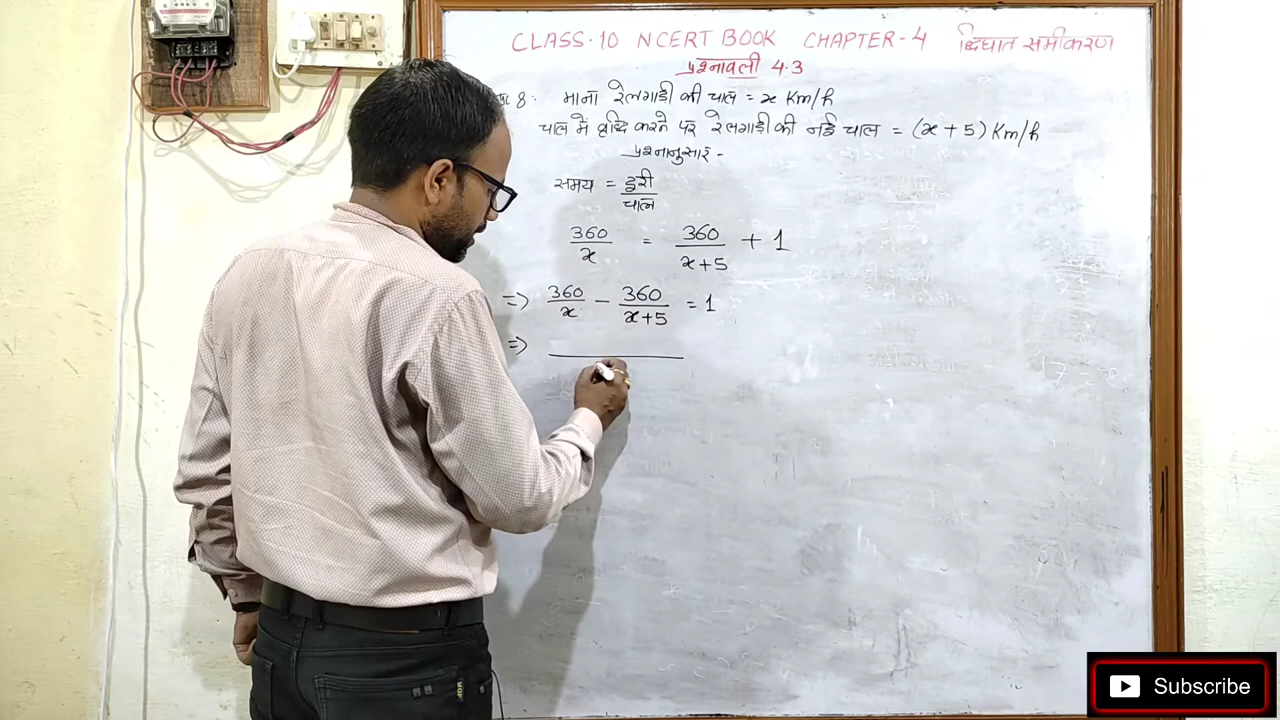 CLASS-10 NCERT BOOK CHAPTER-4 द्विघात समीकरण
प्रश्नावली 4.3
8: माना रेलगाड़ी की चाल = x Km/h
चाल में वृद्धि करने पर रेलगाड़ी की नई चाल = (x + 5) Km/h
प्रश्नानुसार -
समय = दूरी / चाल
360/x = 360/x+5 + 1
=> 360/x - 360/x+5 = 1
=>
Subscribe